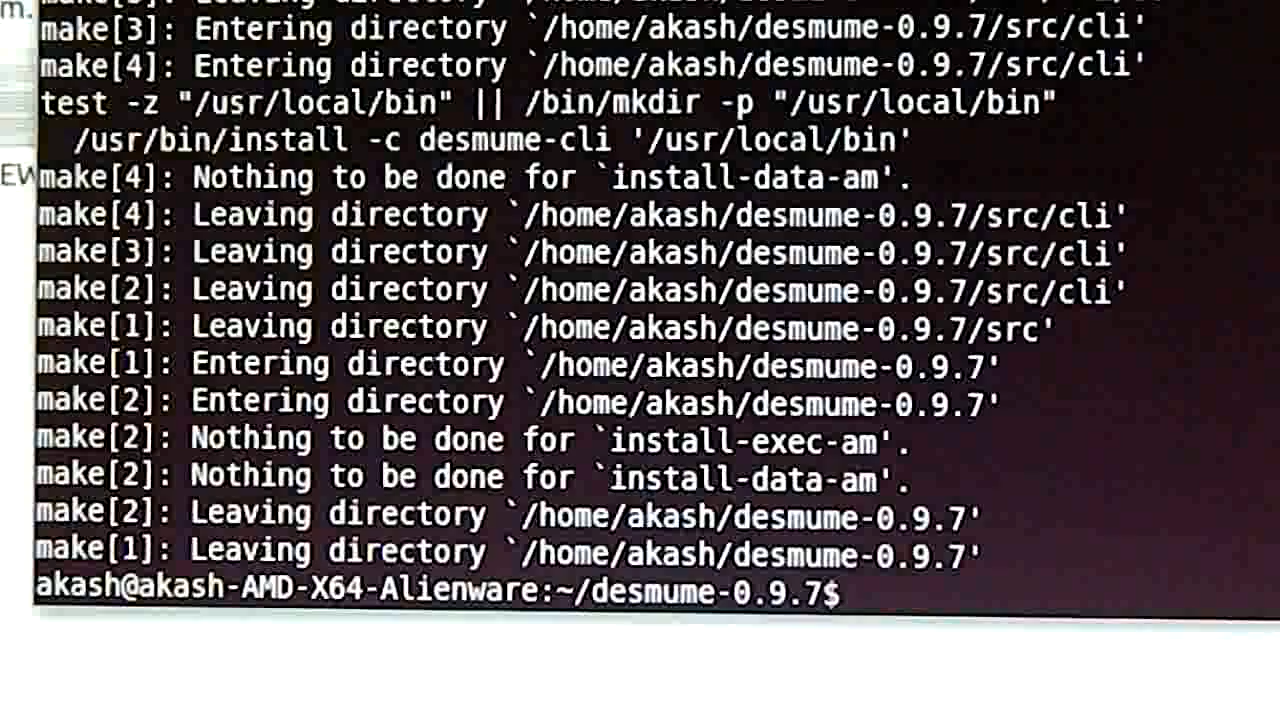 m.
make[3]: Entering directory `/home/akash/desmume-0.9.7/src/cli'
make[4]: Entering directory `/home/akash/desmume-0.9.7/src/cli'
test -z "/usr/local/bin" || /bin/mkdir -p "/usr/local/bin"
/usr/bin/install -c desmume-cli '/usr/local/bin'
EW
make[4]: Nothing to be done for `install-data-am'.
make[4]: Leaving directory `/home/akash/desmume-0.9.7/src/cli'
make[3]: Leaving directory `/home/akash/desmume-0.9.7/src/cli'
make[2]: Leaving directory `/home/akash/desmume-0.9.7/src/cli'
make[1]: Leaving directory `/home/akash/desmume-0.9.7/src'
make[1]: Entering directory `/home/akash/desmume-0.9.7'
make[2]: Entering directory `/home/akash/desmume-0.9.7'
make[2]: Nothing to be done for `install-exec-am'.
make[2]: Nothing to be done for `install-data-am'.
make[2]: Leaving directory `/home/akash/desmume-0.9.7'
make[1]: Leaving directory `/home/akash/desmume-0.9.7'
akash@akash-AMD-X64-Alienware:~/desmume-0.9.7$